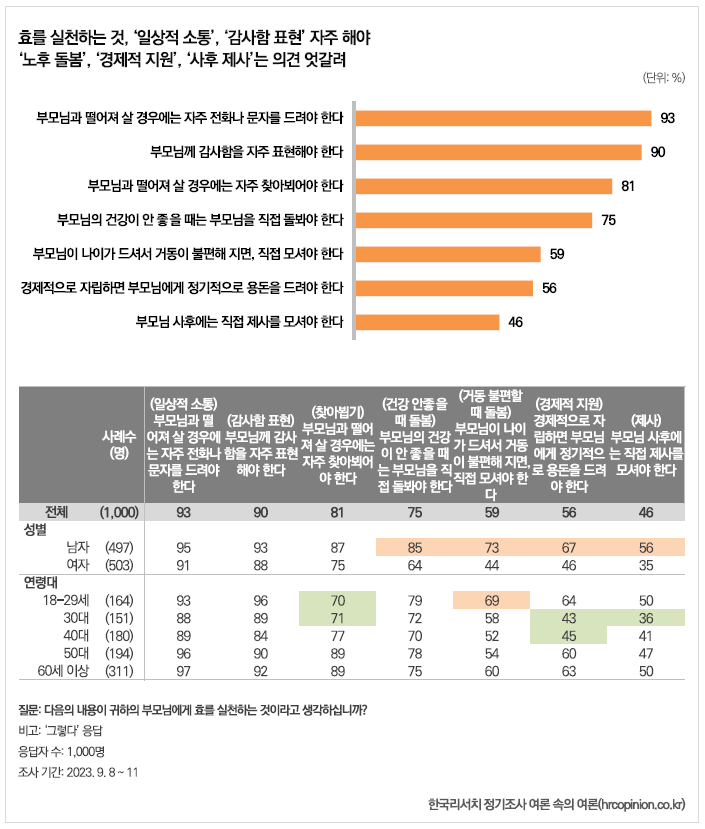 효를 실천하는 것, ‘일상적 소통’, ‘감사함 표현’ 자주 해야
‘노후 돌봄’, ‘경제적 지원’, ‘사후 제사’는 의견 엇갈려
(단위: %)
부모님과 떨어져 살 경우에는 자주 전화나 문자를 드려야 한다 93
부모님께 감사함을 자주 표현해야 한다 90
부모님과 떨어져 살 경우에는 자주 찾아뵈어야 한다 81
부모님의 건강이 안 좋을 때는 부모님을 직접 돌봐야 한다 75
부모님이 나이가 드셔서 거동이 불편해 지면, 직접 모셔야 한다 59
경제적으로 자립하면 부모님에게 정기적으로 용돈을 드려야 한다 56
부모님 사후에는 직접 제사를 모셔야 한다 46
사례수
(명)
(일상적 소통)
부모님과 떨
어져 살 경우에
는 자주 전화나
문자를 드려야
한다
(감사함 표현)
부모님께 감사
함을 자주 표현
해야 한다
(찾아뵙기)
부모님과 떨어
져 살 경우에는
자주 찾아뵈어
야 한다
(건강 안좋을
때 돌봄)
부모님의 건강
이 안 좋을 때
는 부모님을 직
접 돌봐야 한다
(거동 불편할
때 돌봄)
부모님이 나이
가 드셔서 거동
이 불편해 지면,
직접 모셔야 한
다
(경제적 지원)
경제적으로 자
립하면 부모님
에게 정기적으
로 용돈을 드려
야 한다
(제사)
부모님 사후에
는 직접 제사를
모셔야 한다
전체 (1,000) 93 90 81 75 59 56 46
성별
남자 (497) 95 93 87 85 73 67 56
여자 (503) 91 88 75 64 44 46 35
연령대
18-29세 (164) 93 96 70 79 69 64 50
30대 (151) 88 89 71 72 58 43 36
40대 (180) 89 84 77 70 52 45 41
50대 (194) 96 90 89 78 54 60 47
60세 이상 (311) 97 92 89 75 60 63 50
질문: 다음의 내용이 귀하의 부모님에게 효를 실천하는 것이라고 생각하십니까?
비고: ‘그렇다’ 응답
응답자 수: 1,000명
조사 기간: 2023. 9. 8 ~ 11
한국리서치 정기조사 여론 속의 여론(hrcopinion.co.kr)